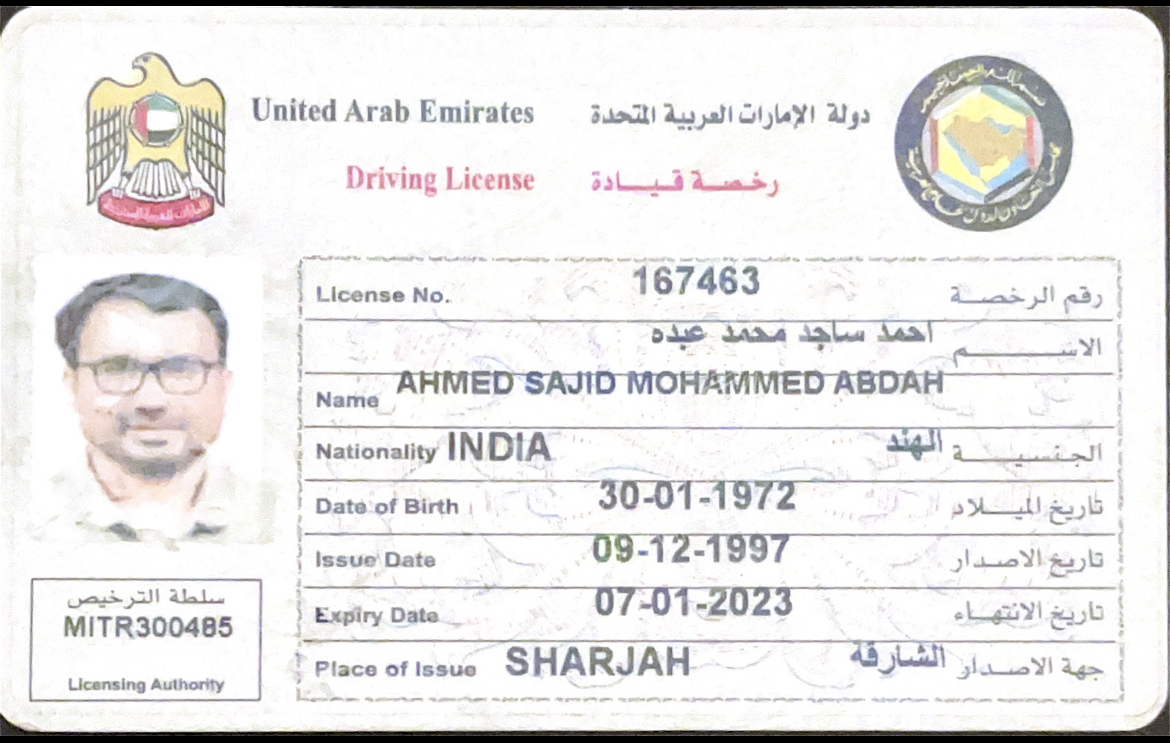 United Arab Emirates دولة الإمارات العربية المتحدة
Driving License رخصة قيادة
License No. 167463 رقم الرخصة
احمد ساجد محمد عبده الاسم
Name AHMED SAJID MOHAMMED ABDAH
Nationality INDIA الهند الجنسية
Date of Birth 30-01-1972 تاريخ الميلاد
Issue Date 09-12-1997 تاريخ الاصدار
Expiry Date 07-01-2023 تاريخ الانتهاء
Place of Issue SHARJAH الشارقة جهة الاصدار
سلطة الترخيص
MITR300485
Licensing Authority